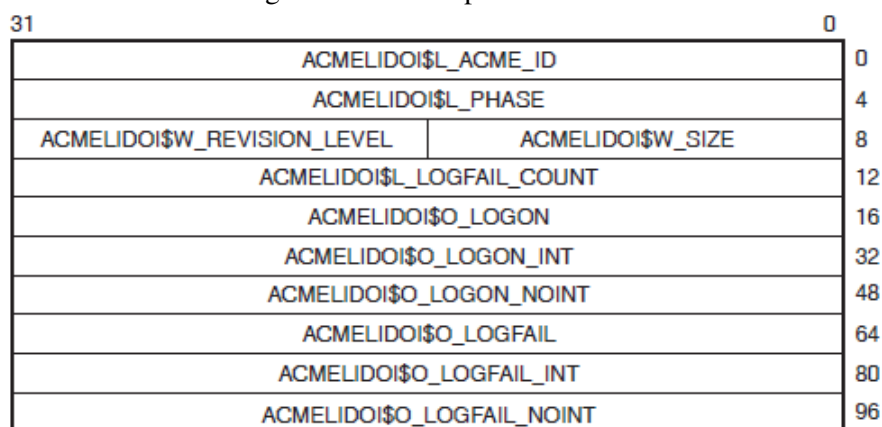 31 0
ACMELIDOI$L_ACME_ID 0
ACMELIDOI$L_PHASE 4
ACMELIDOI$W_REVISION_LEVEL ACMELIDOI$W_SIZE 8
ACMELIDOI$L_LOGFAIL_COUNT 12
ACMELIDOI$O_LOGON 16
ACMELIDOI$O_LOGON_INT 32
ACMELIDOI$O_LOGON_NOINT 48
ACMELIDOI$O_LOGFAIL 64
ACMELIDOI$O_LOGFAIL_INT 80
ACMELIDOI$O_LOGFAIL_NOINT 96